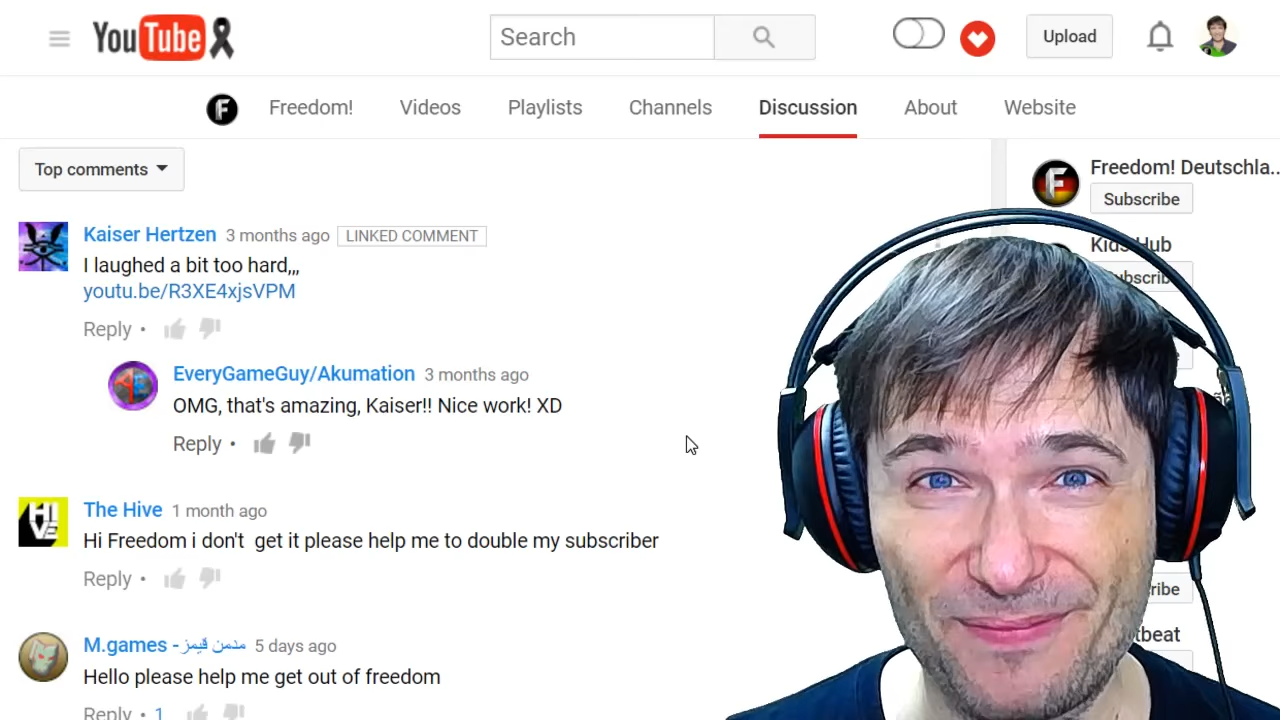 YouTube
Search
Upload
F
Freedom!
Videos
Playlists
Channels
Discussion
About
Website
Top comments
Kaiser Hertzen 3 months ago LINKED COMMENT
I laughed a bit too hard,,,
youtu.be/R3XE4xjsVPM
Reply •
EveryGameGuy/Akumation 3 months ago
OMG, that's amazing, Kaiser!! Nice work! XD
Reply •
HIVE
The Hive 1 month ago
Hi Freedom i don't get it please help me to double my subscriber
Reply •
M.games - مدمن قيمز 5 days ago
Hello please help me get out of freedom
Reply • 1
F
Freedom! Deutschla...
Subscribe
Kids Hub